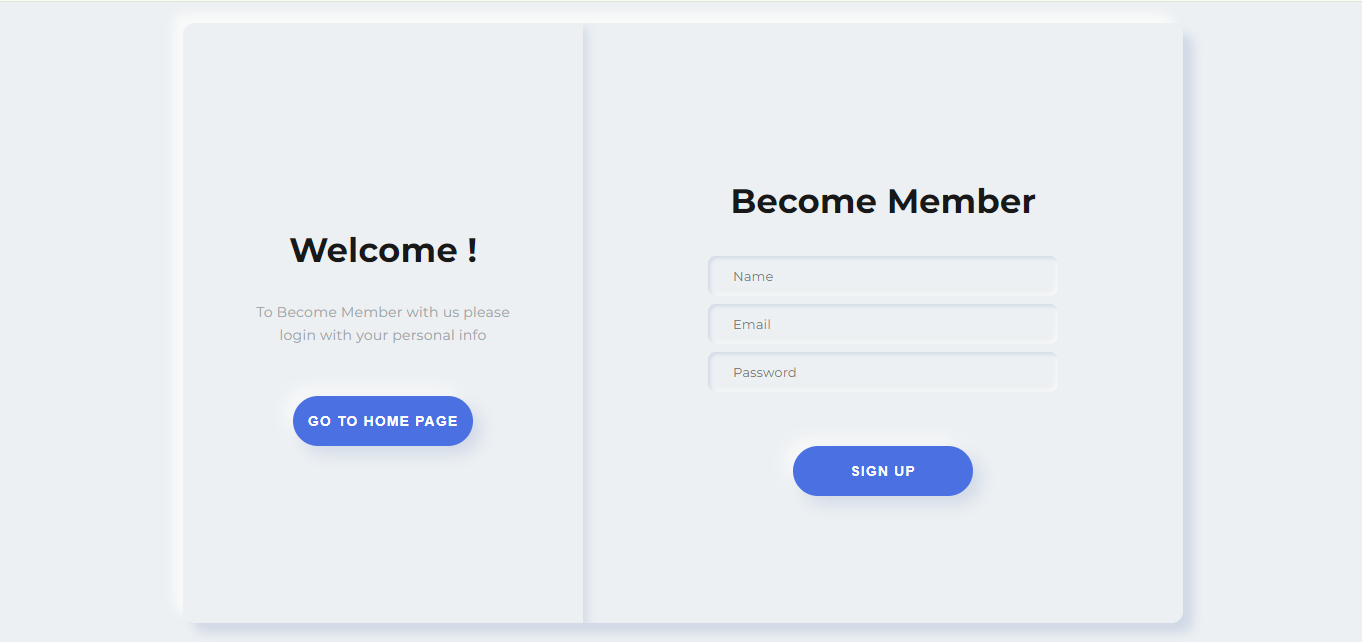 Welcome !
To Become Member with us please
login with your personal info
GO TO HOME PAGE
Become Member
Name
Email
Password
SIGN UP